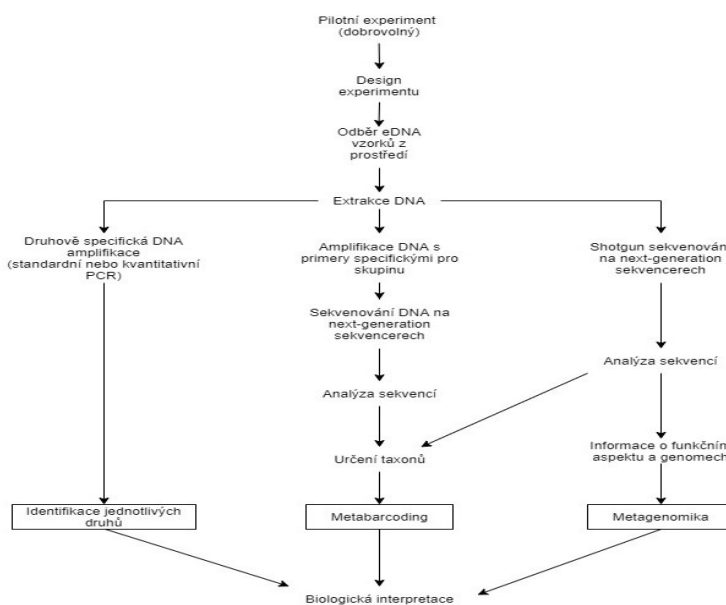 Pilotní experiment
(dobrovolný)
Design
experimentu
Odběr eDNA
vzorků z
prostředí
Extrakce DNA
Druhově specifická DNA
amplifikace
(standardní nebo kvantitativní
PCR)
Amplifikace DNA s
primery specifickými pro
skupinu
Shotgun sekvenování
na next-generation
sekvencerech
Sekvenování DNA na
next-generation
sekvencerech
Analýza sekvencí
Analýza sekvencí
Určení taxonů
Informace o funkčním
aspektu a genomech
Identifikace jednotlivých
druhů
Metabarcoding
Metagenomika
Biologická interpretace